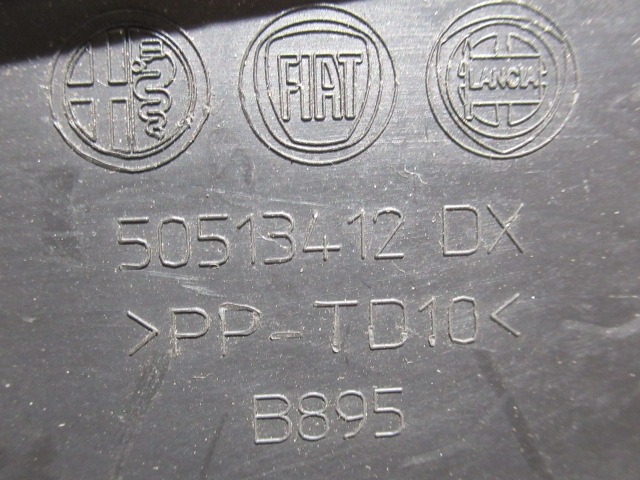 FIAT LANCIA
50513412 DX
>PP-TD10<
B895